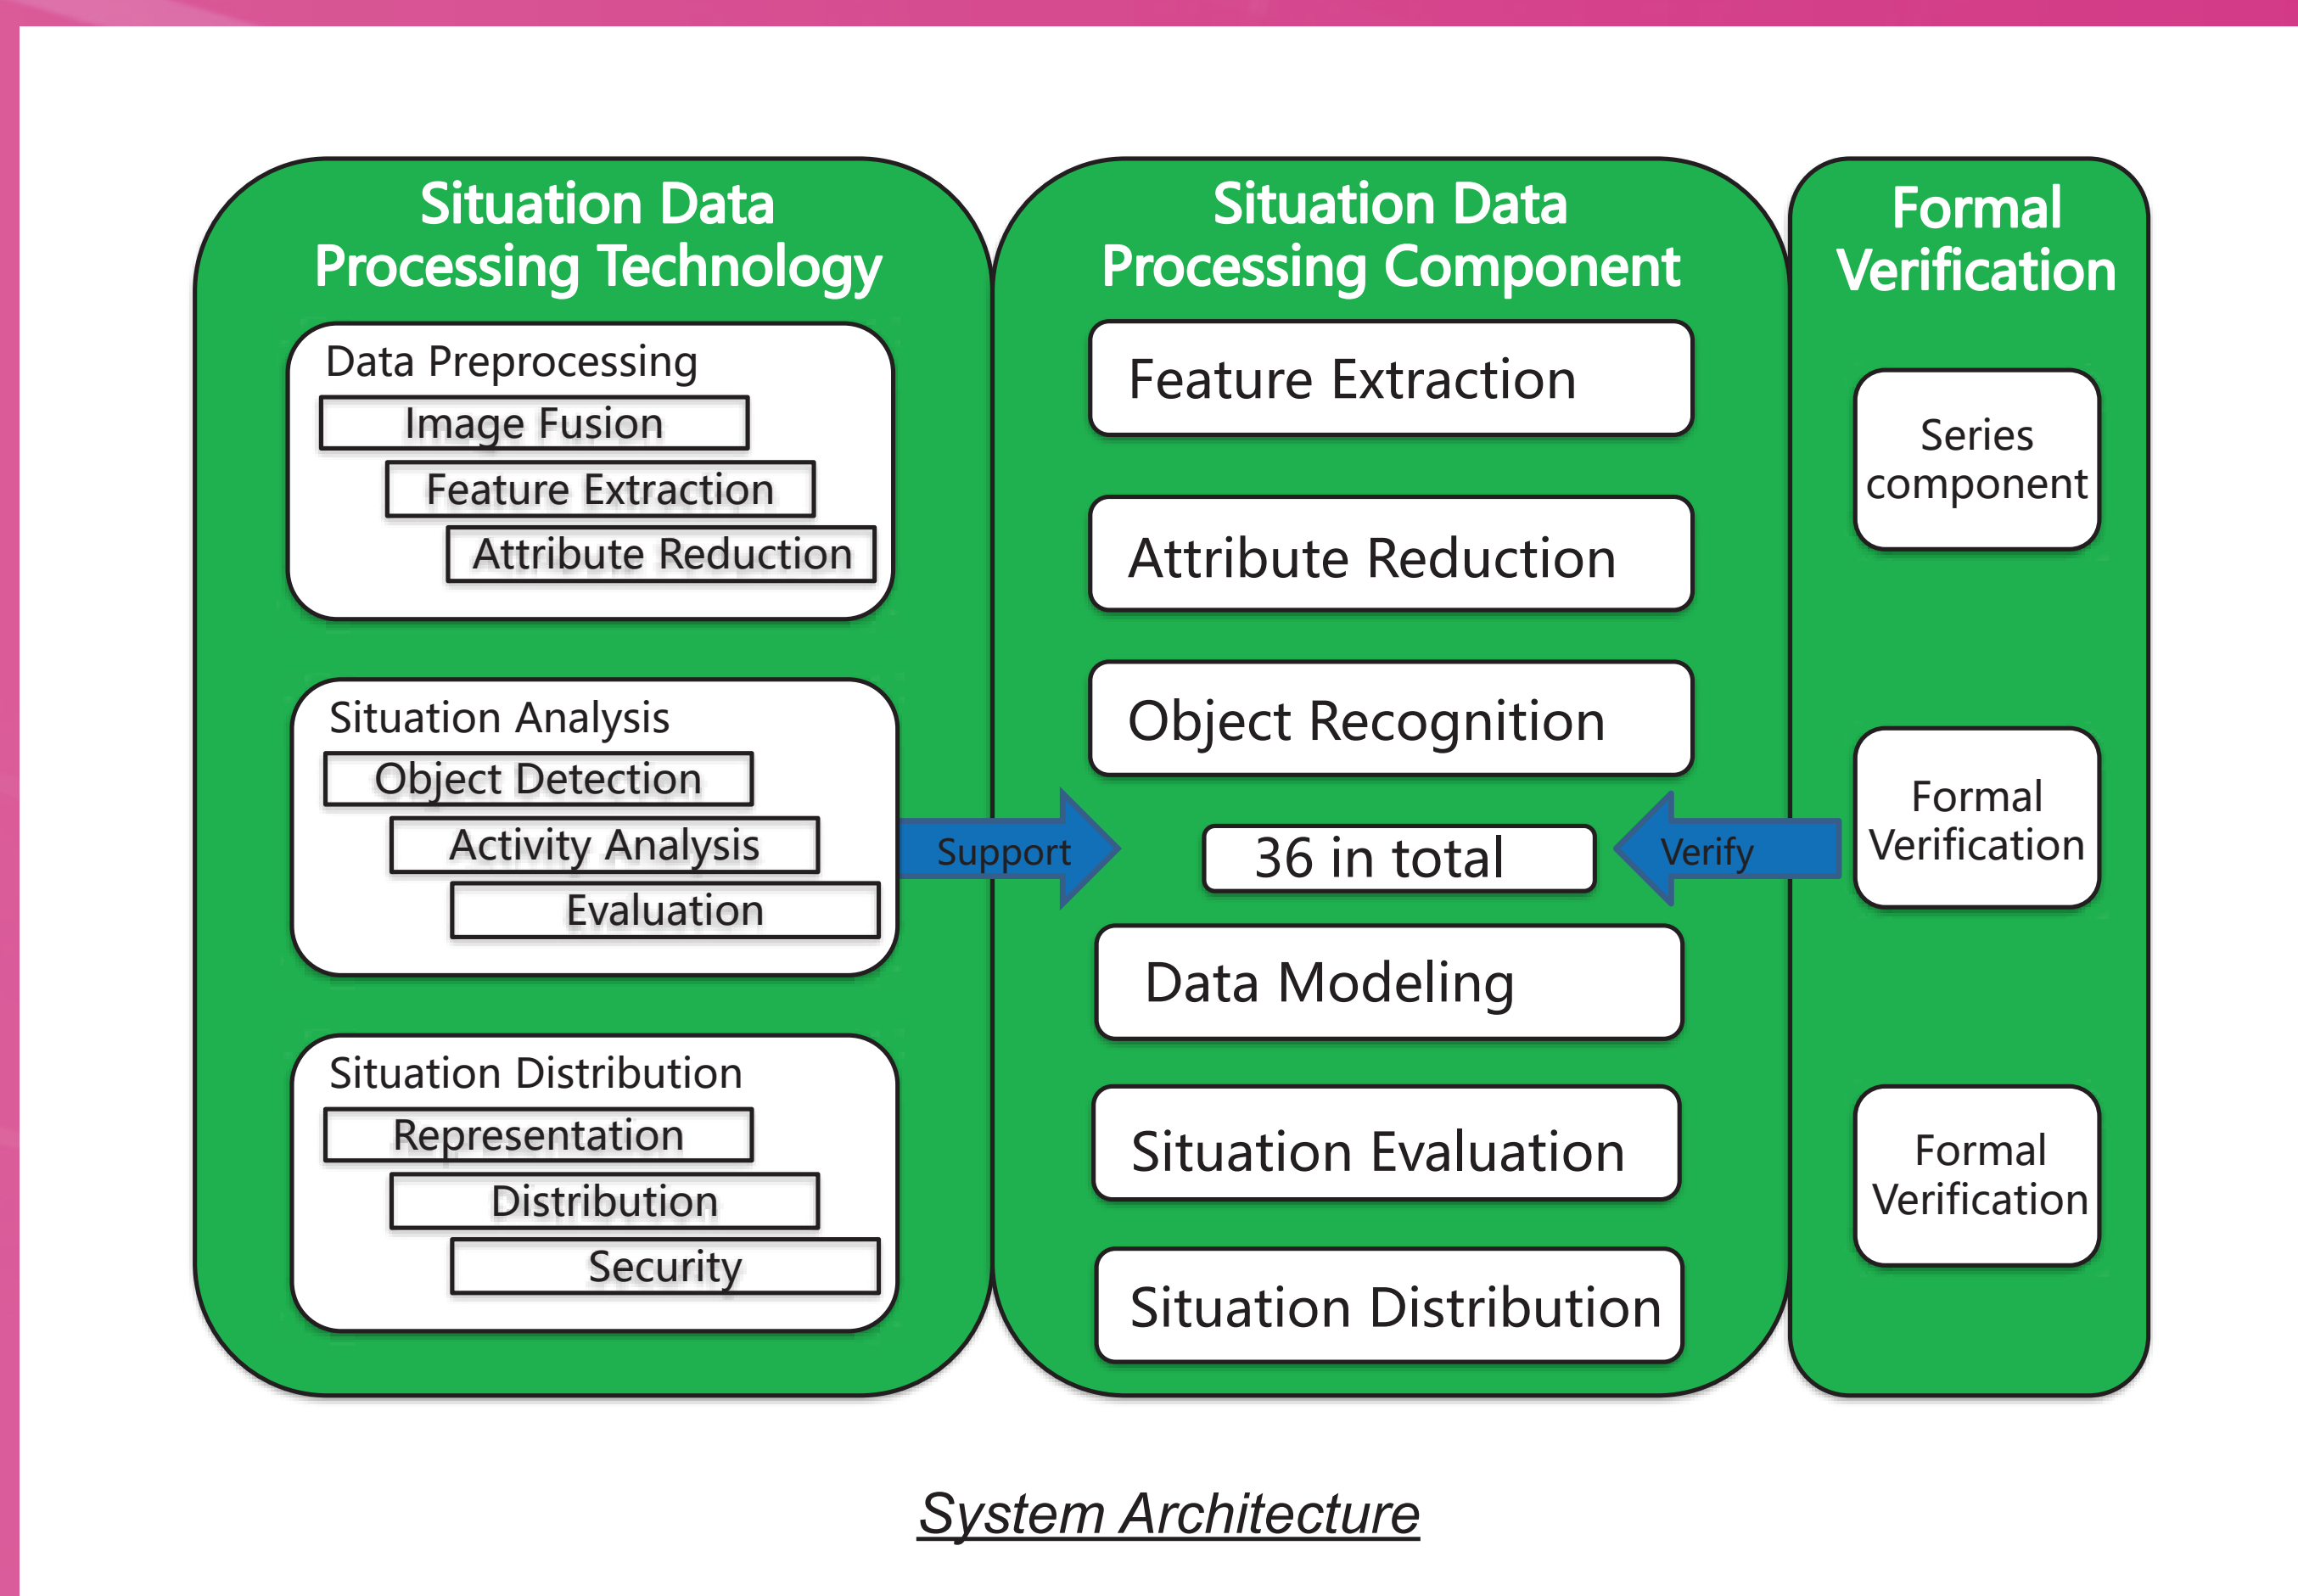 Situation Data
Processing Technology
Data Preprocessing
Image Fusion
Feature Extraction
Attribute Reduction
Situation Analysis
Object Detection
Activity Analysis
Evaluation
Situation Distribution
Representation
Distribution
Security
Support
Situation Data
Processing Component
Feature Extraction
Attribute Reduction
Object Recognition
36 in total
Data Modeling
Situation Evaluation
Situation Distribution
Verify
Formal
Verification
Series
component
Formal
Verification
Formal
Verification
System Architecture